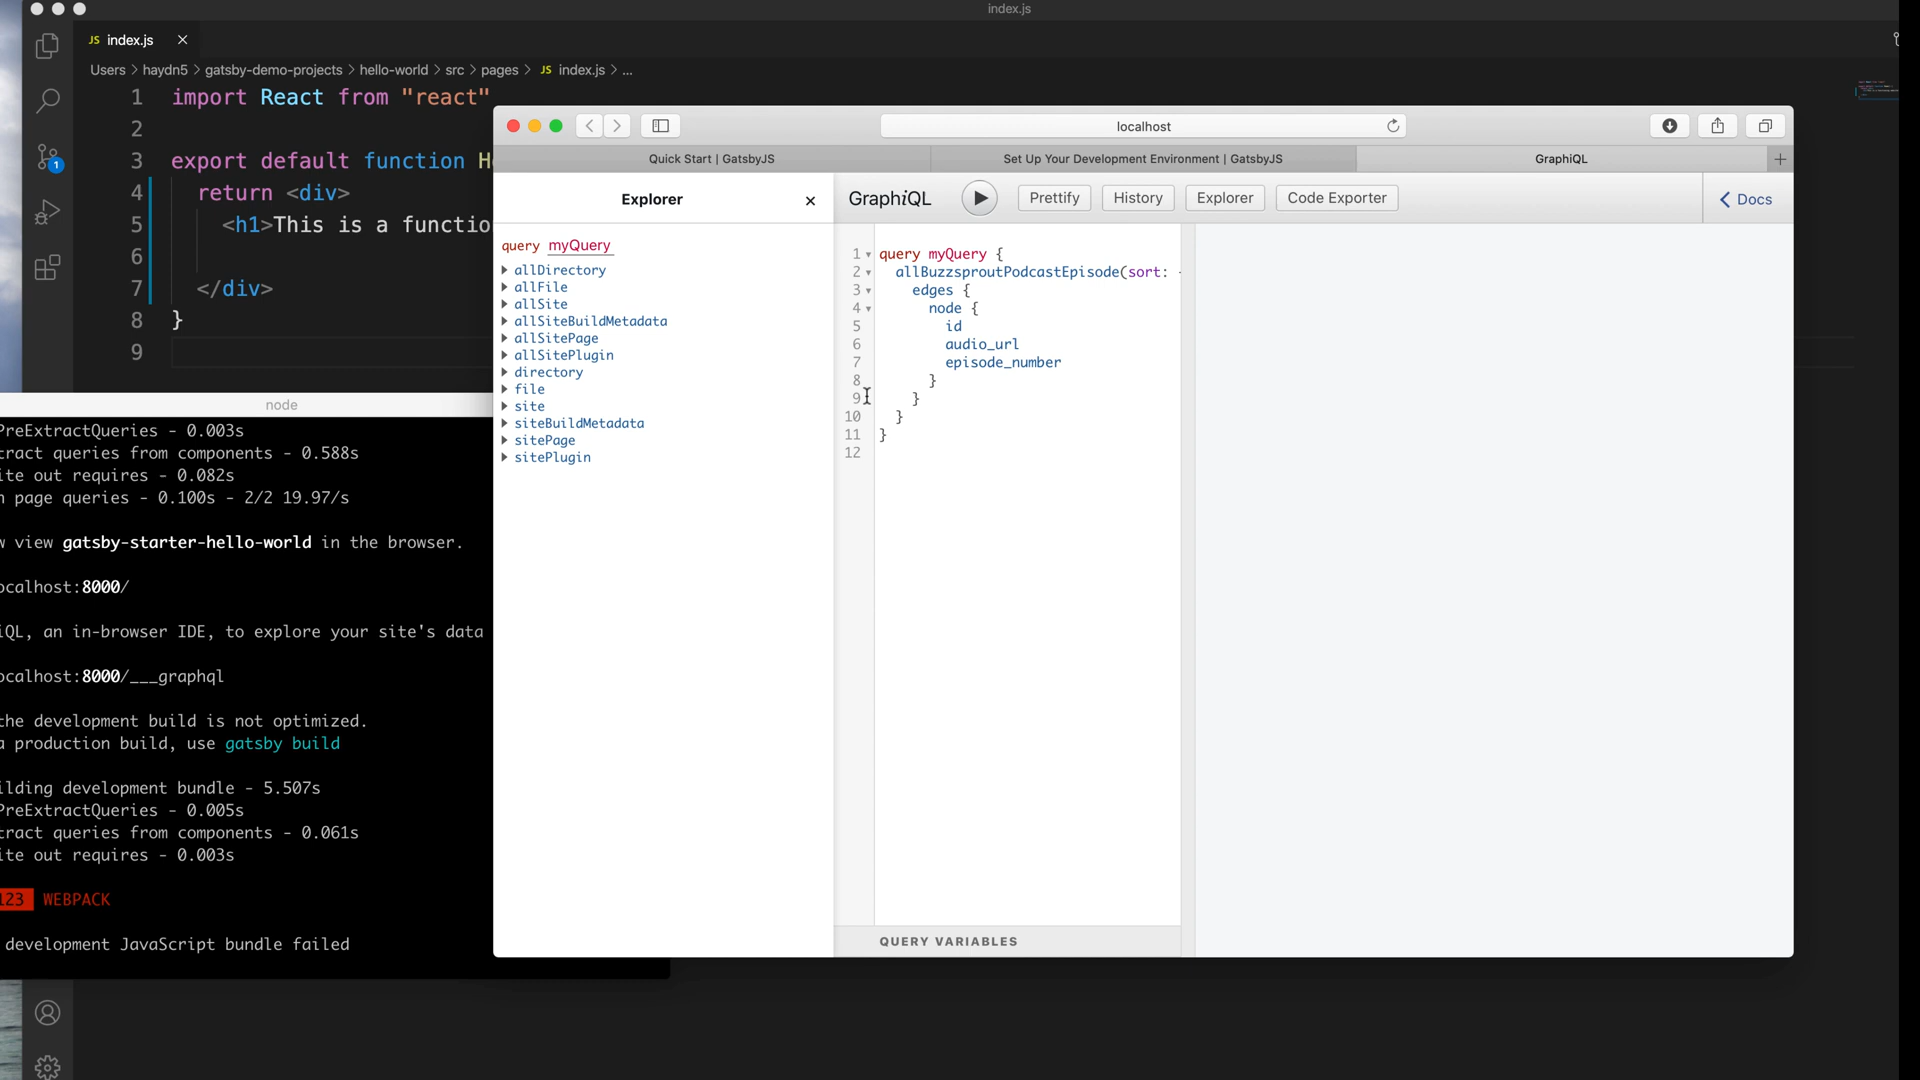 index.js
JS index.js
Users > haydn5 > gatsby-demo-projects > hello-world > src > pages > JS index.js > ...
1 import React from "react"
2
3 export default function H
4 return <div>
5 <h1>This is a functio
6
7 </div>
8 }
9
1
node
PreExtractQueries - 0.003s
tract queries from components - 0.588s
ite out requires - 0.082s
n page queries - 0.100s - 2/2 19.97/s
w view gatsby-starter-hello-world in the browser.
ocalhost:8000/
iQL, an in-browser IDE, to explore your site's data
ocalhost:8000/___graphql
the development build is not optimized.
a production build, use gatsby build
ilding development bundle - 5.507s
PreExtractQueries - 0.005s
tract queries from components - 0.061s
ite out requires - 0.003s
123 WEBPACK
development JavaScript bundle failed
localhost
Quick Start | GatsbyJS
Set Up Your Development Environment | GatsbyJS
GraphiQL
Explorer
query myQuery
allDirectory
allFile
allSite
allSiteBuildMetadata
allSitePage
allSitePlugin
directory
file
site
siteBuildMetadata
sitePage
sitePlugin
GraphiQL
Prettify
History
Explorer
Code Exporter
Docs
1 query myQuery {
2 allBuzzsproutPodcastEpisode(sort:
3 edges {
4 node {
5 id
6 audio_url
7 episode_number
8 }
9 }
10 }
11 }
12
QUERY VARIABLES